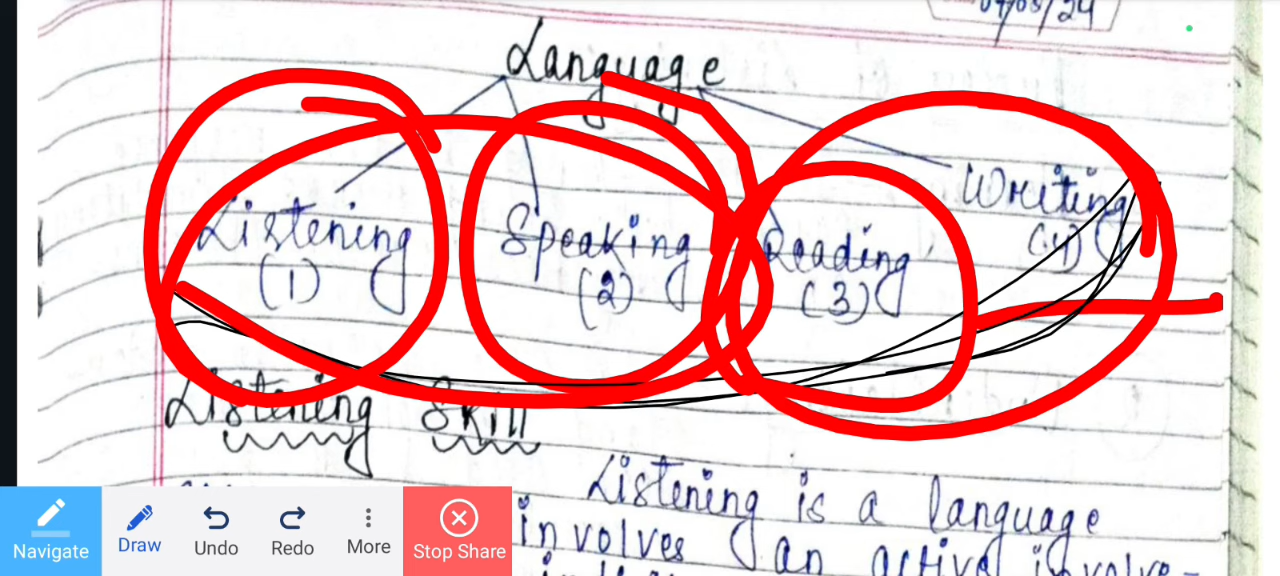 Language
Listening Speaking Reading Writing
(1) (2) (3) (4)
Listening Skill
Listening is a language
involves an active involve-
Navigate Draw Undo Redo More Stop Share